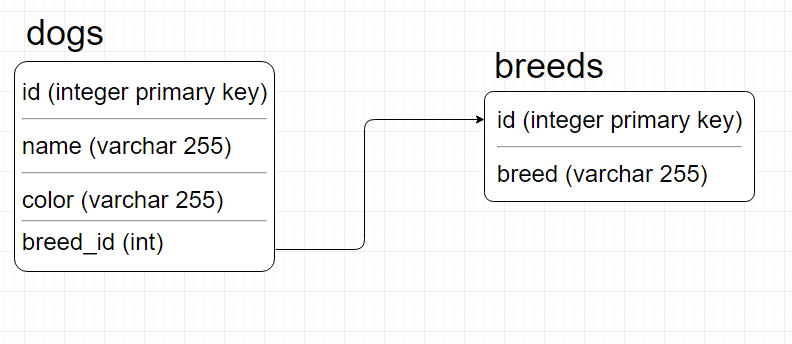 dogs
id (integer primary key)
name (varchar 255)
color (varchar 255)
breed_id (int)
breeds
id (integer primary key)
breed (varchar 255)